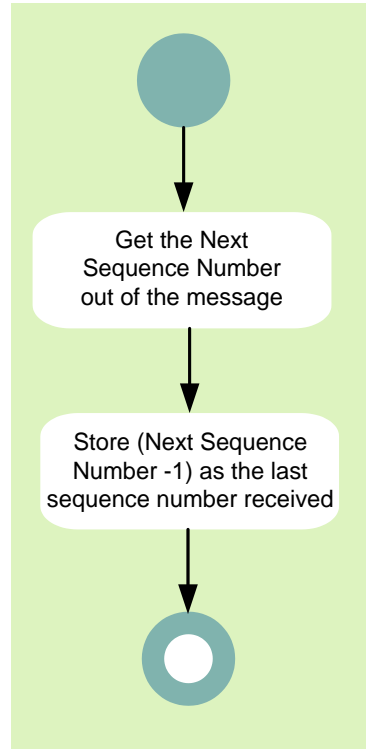 Get the Next
Sequence Number
out of the message
Store (Next Sequence
Number -1) as the last
sequence number received